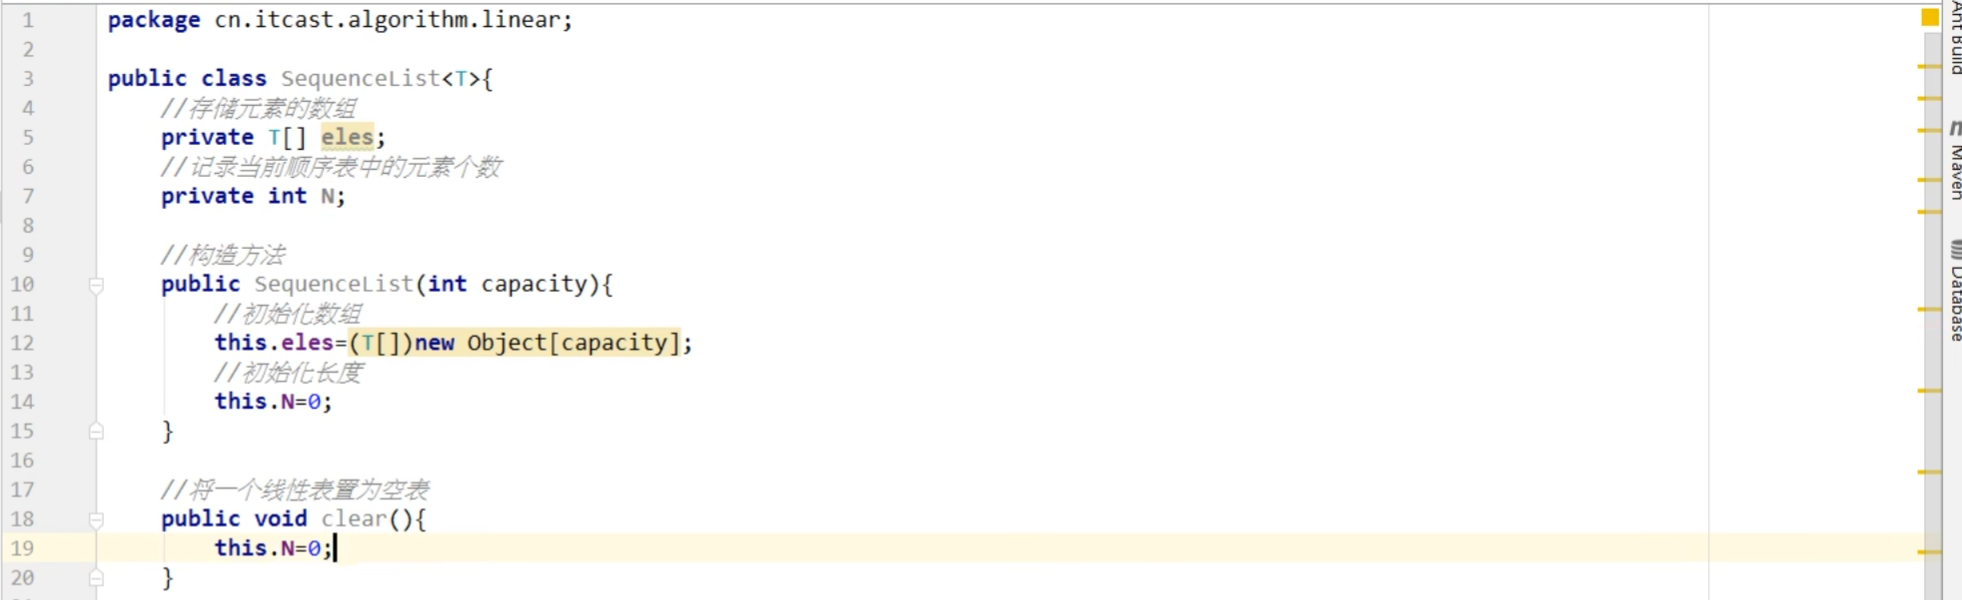 1 package cn.itcast.algorithm.linear;
2
3 public class SequenceList<T>{
4 //存储元素的数组
5 private T[] eles;
6 //记录当前顺序表中的元素个数
7 private int N;
8
9 //构造方法
10 public SequenceList(int capacity){
11 //初始化数组
12 this.eles=(T[])new Object[capacity];
13 //初始化长度
14 this.N=0;
15 }
16
17 //将一个线性表置为空表
18 public void clear(){
19 this.N=0;
20 }
Ant Build
Maven
Database